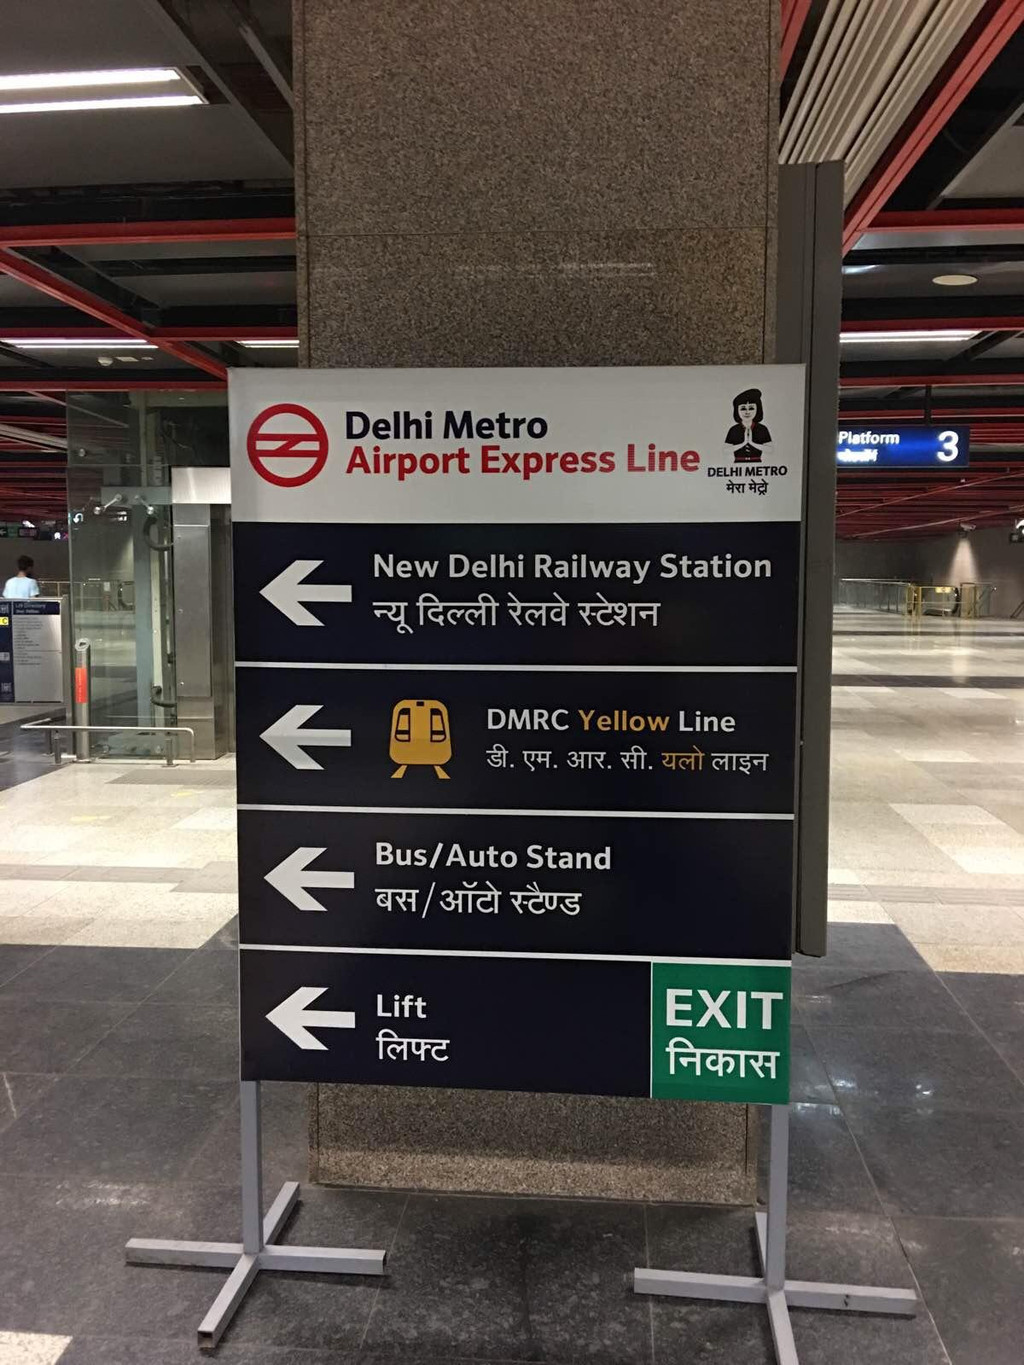 Delhi Metro
Airport Express Line
DELHI METRO
मेरा मेट्रो
Platform 3
New Delhi Railway Station
न्यू दिल्ली रेलवे स्टेशन
DMRC Yellow Line
डी. एम. आर. सी. यलो लाइन
Bus/Auto Stand
बस/ऑटो स्टैण्ड
Lift
लिफ्ट
EXIT
निकास